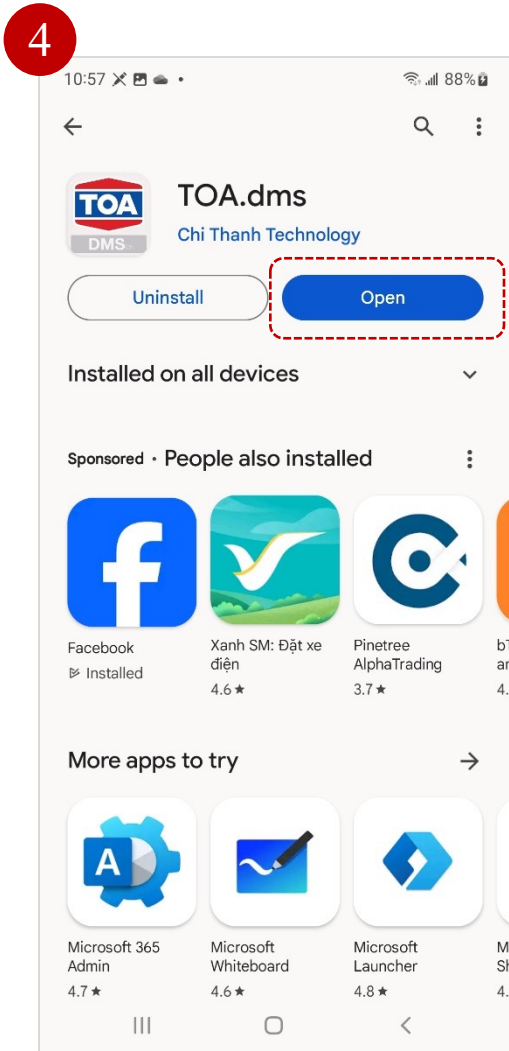 4
10:57
88%
TOA
DMS
TOA.dms
Chi Thanh Technology
Uninstall
Open
Installed on all devices
Sponsored · People also installed
Facebook
Installed
Xanh SM: Đặt xe
điện
4.6 ★
Pinetree
AlphaTrading
3.7 ★
More apps to try
A
Microsoft 365
Admin
4.7 ★
Microsoft
Whiteboard
4.6 ★
Microsoft
Launcher
4.8 ★